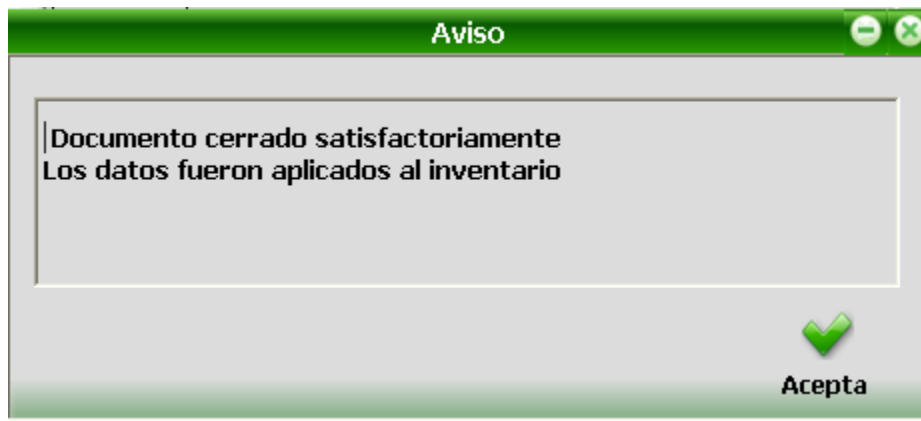 Aviso
Documento cerrado satisfactoriamente
Los datos fueron aplicados al inventario
Acepta